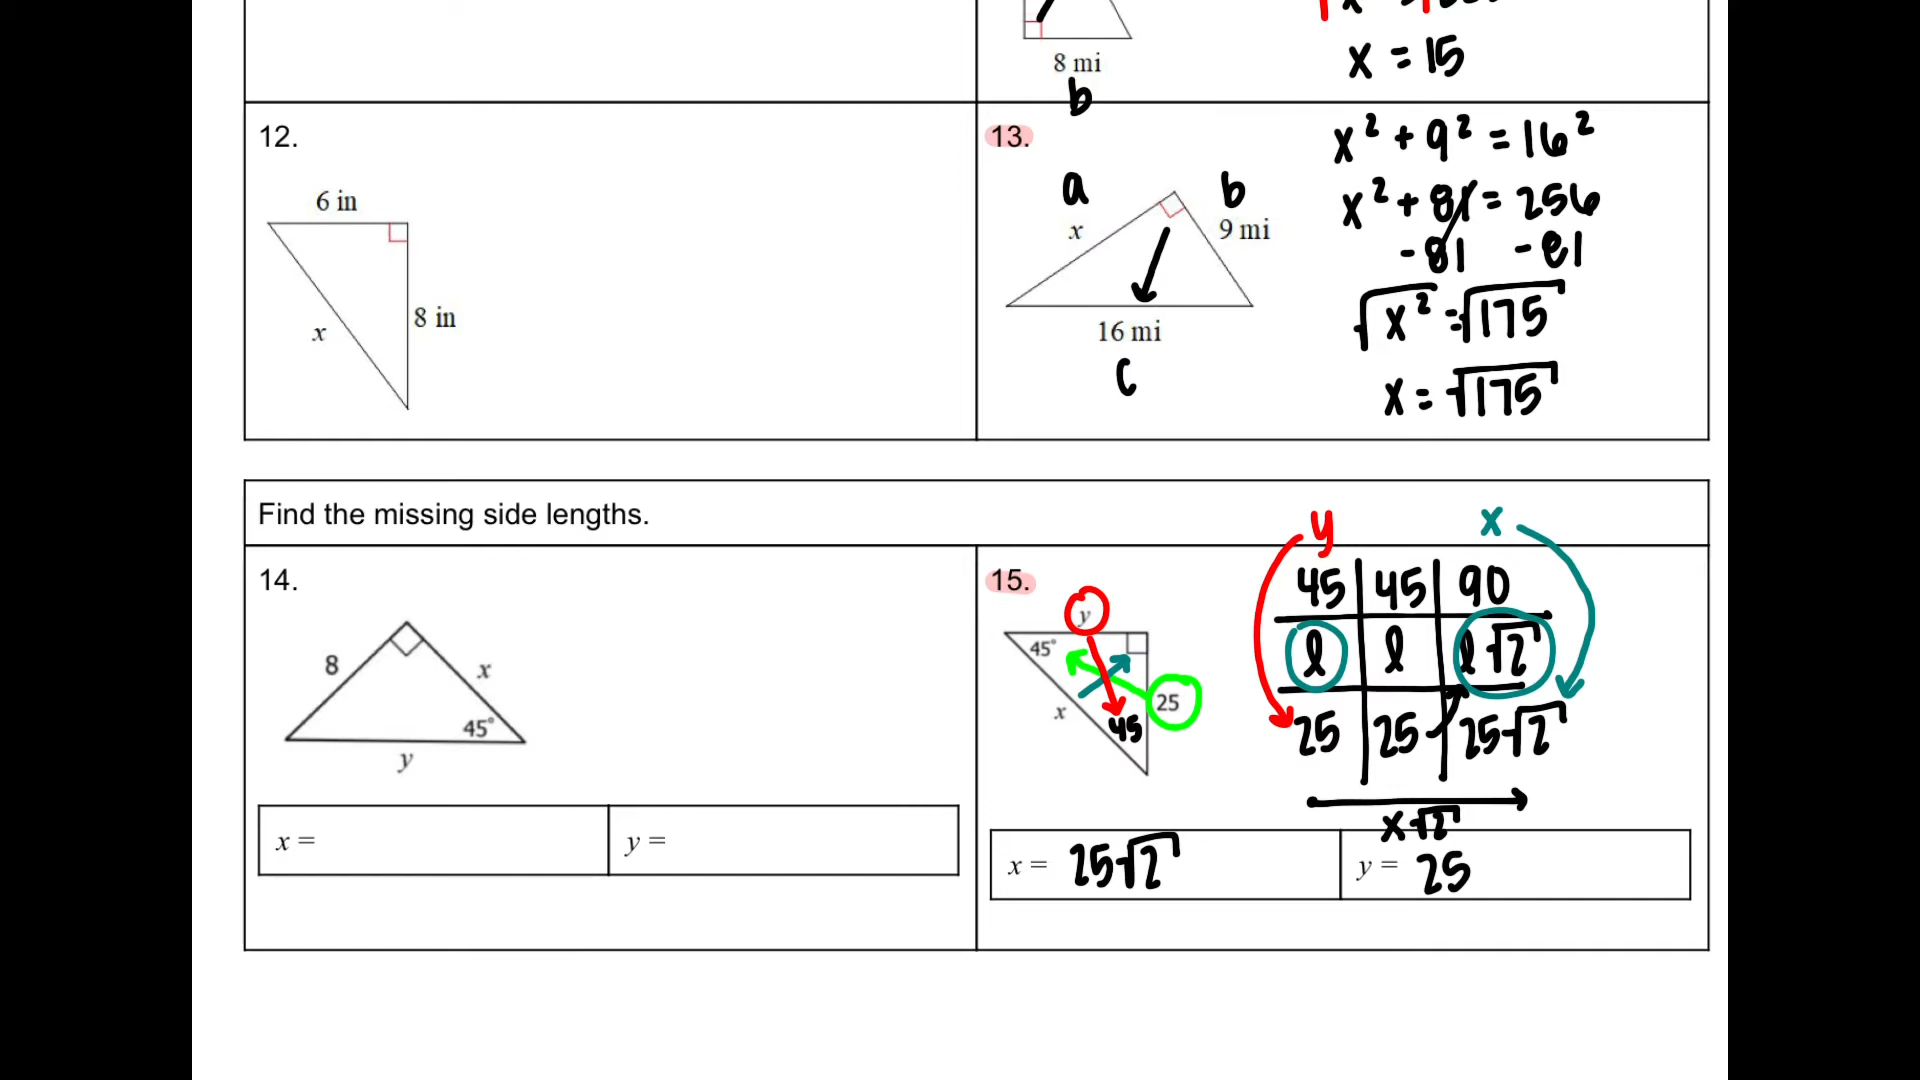 8 mi
b
x = 15
12.
6 in
8 in
x
13.
a
b
x
9 mi
16 mi
c
x² + 9² = 16²
x² + 81 = 256
-81 -81
√x² = √175
x = √175
Find the missing side lengths.
14.
8
x
45°
y
x =
y =
15.
y
45°
25
x
45
y x
45 45 90
l l l√2
25 25 25√2
x√2
x = 25√2
y = 25